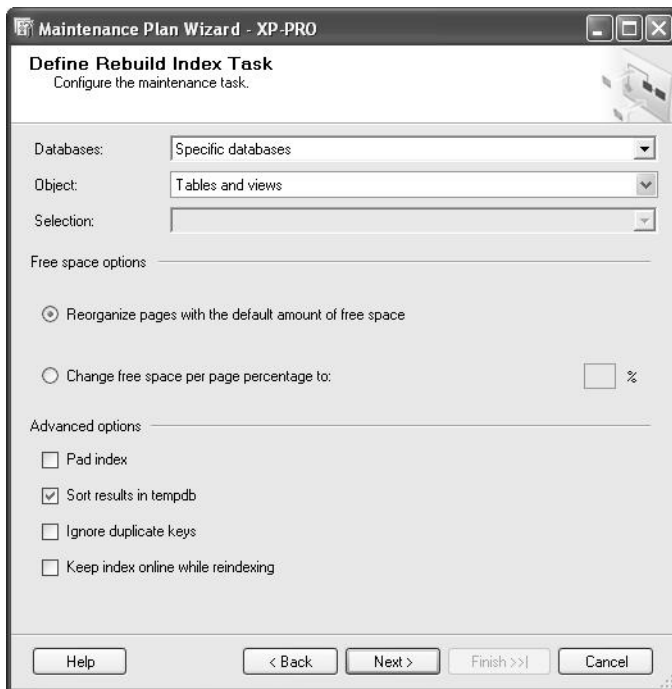 Maintenance Plan Wizard - XP-PRO
Define Rebuild Index Task
Configure the maintenance task.
Databases: Specific databases
Object: Tables and views
Selection:
Free space options
Reorganize pages with the default amount of free space
Change free space per page percentage to: %
Advanced options
Pad index
Sort results in tempdb
Ignore duplicate keys
Keep index online while reindexing
Help < Back Next > Finish >>| Cancel